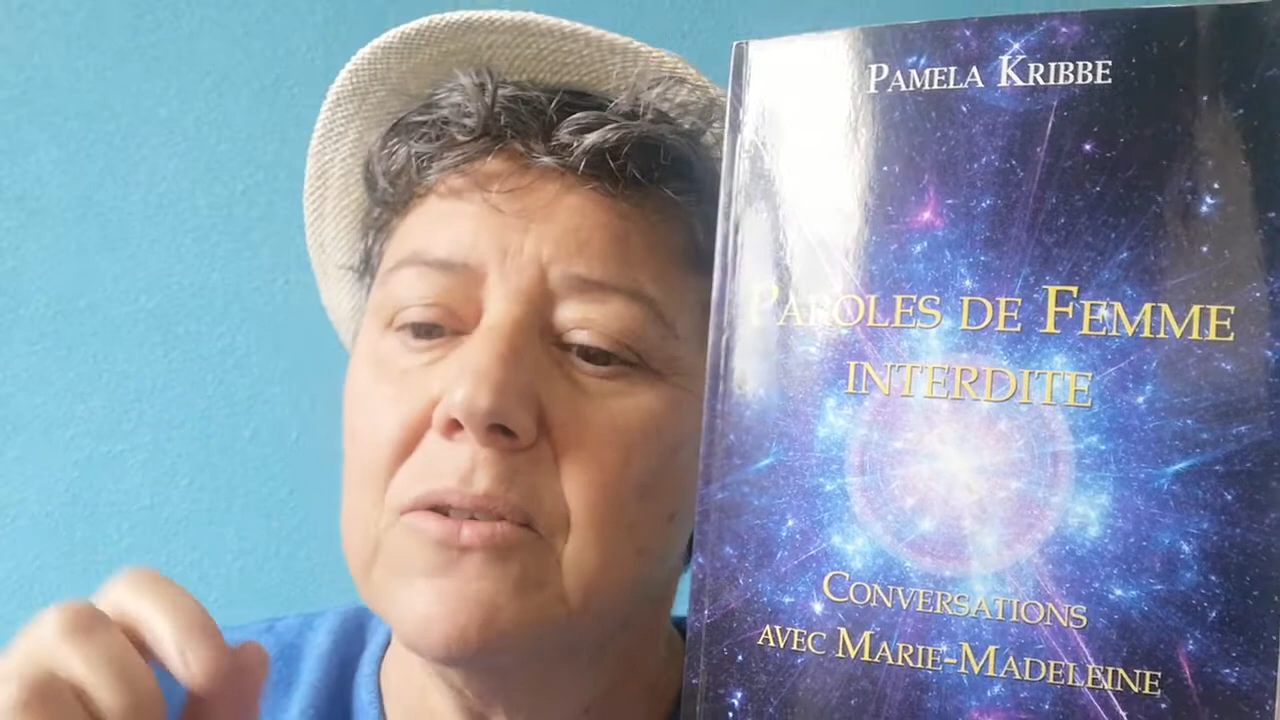 PAMELA KRIBBE
PAROLES DE FEMME
INTERDITE
CONVERSATIONS
AVEC MARIE-MADELEINE